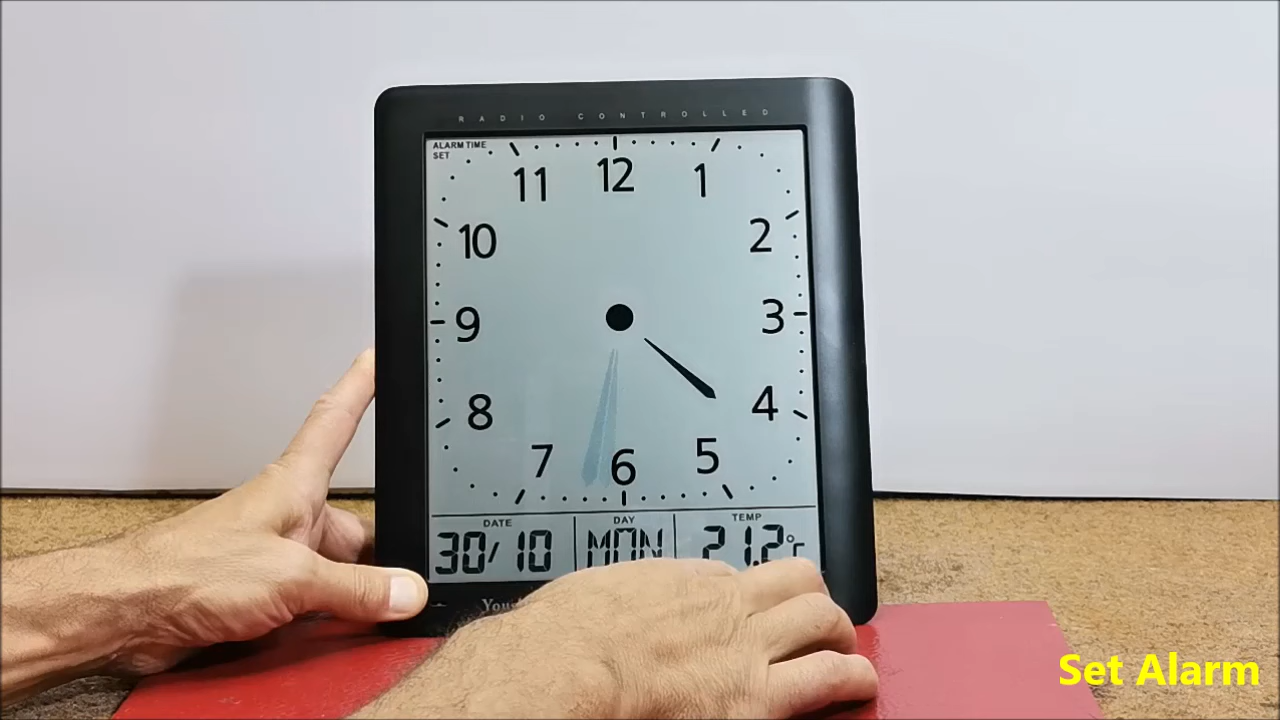 RADIO CONTROLLED
ALARM TIME
SET
12
11
1
10
2
9
3
8
4
7
5
6
DATE
DAY
TEMP
30/10
MON
21.2°C
Set Alarm